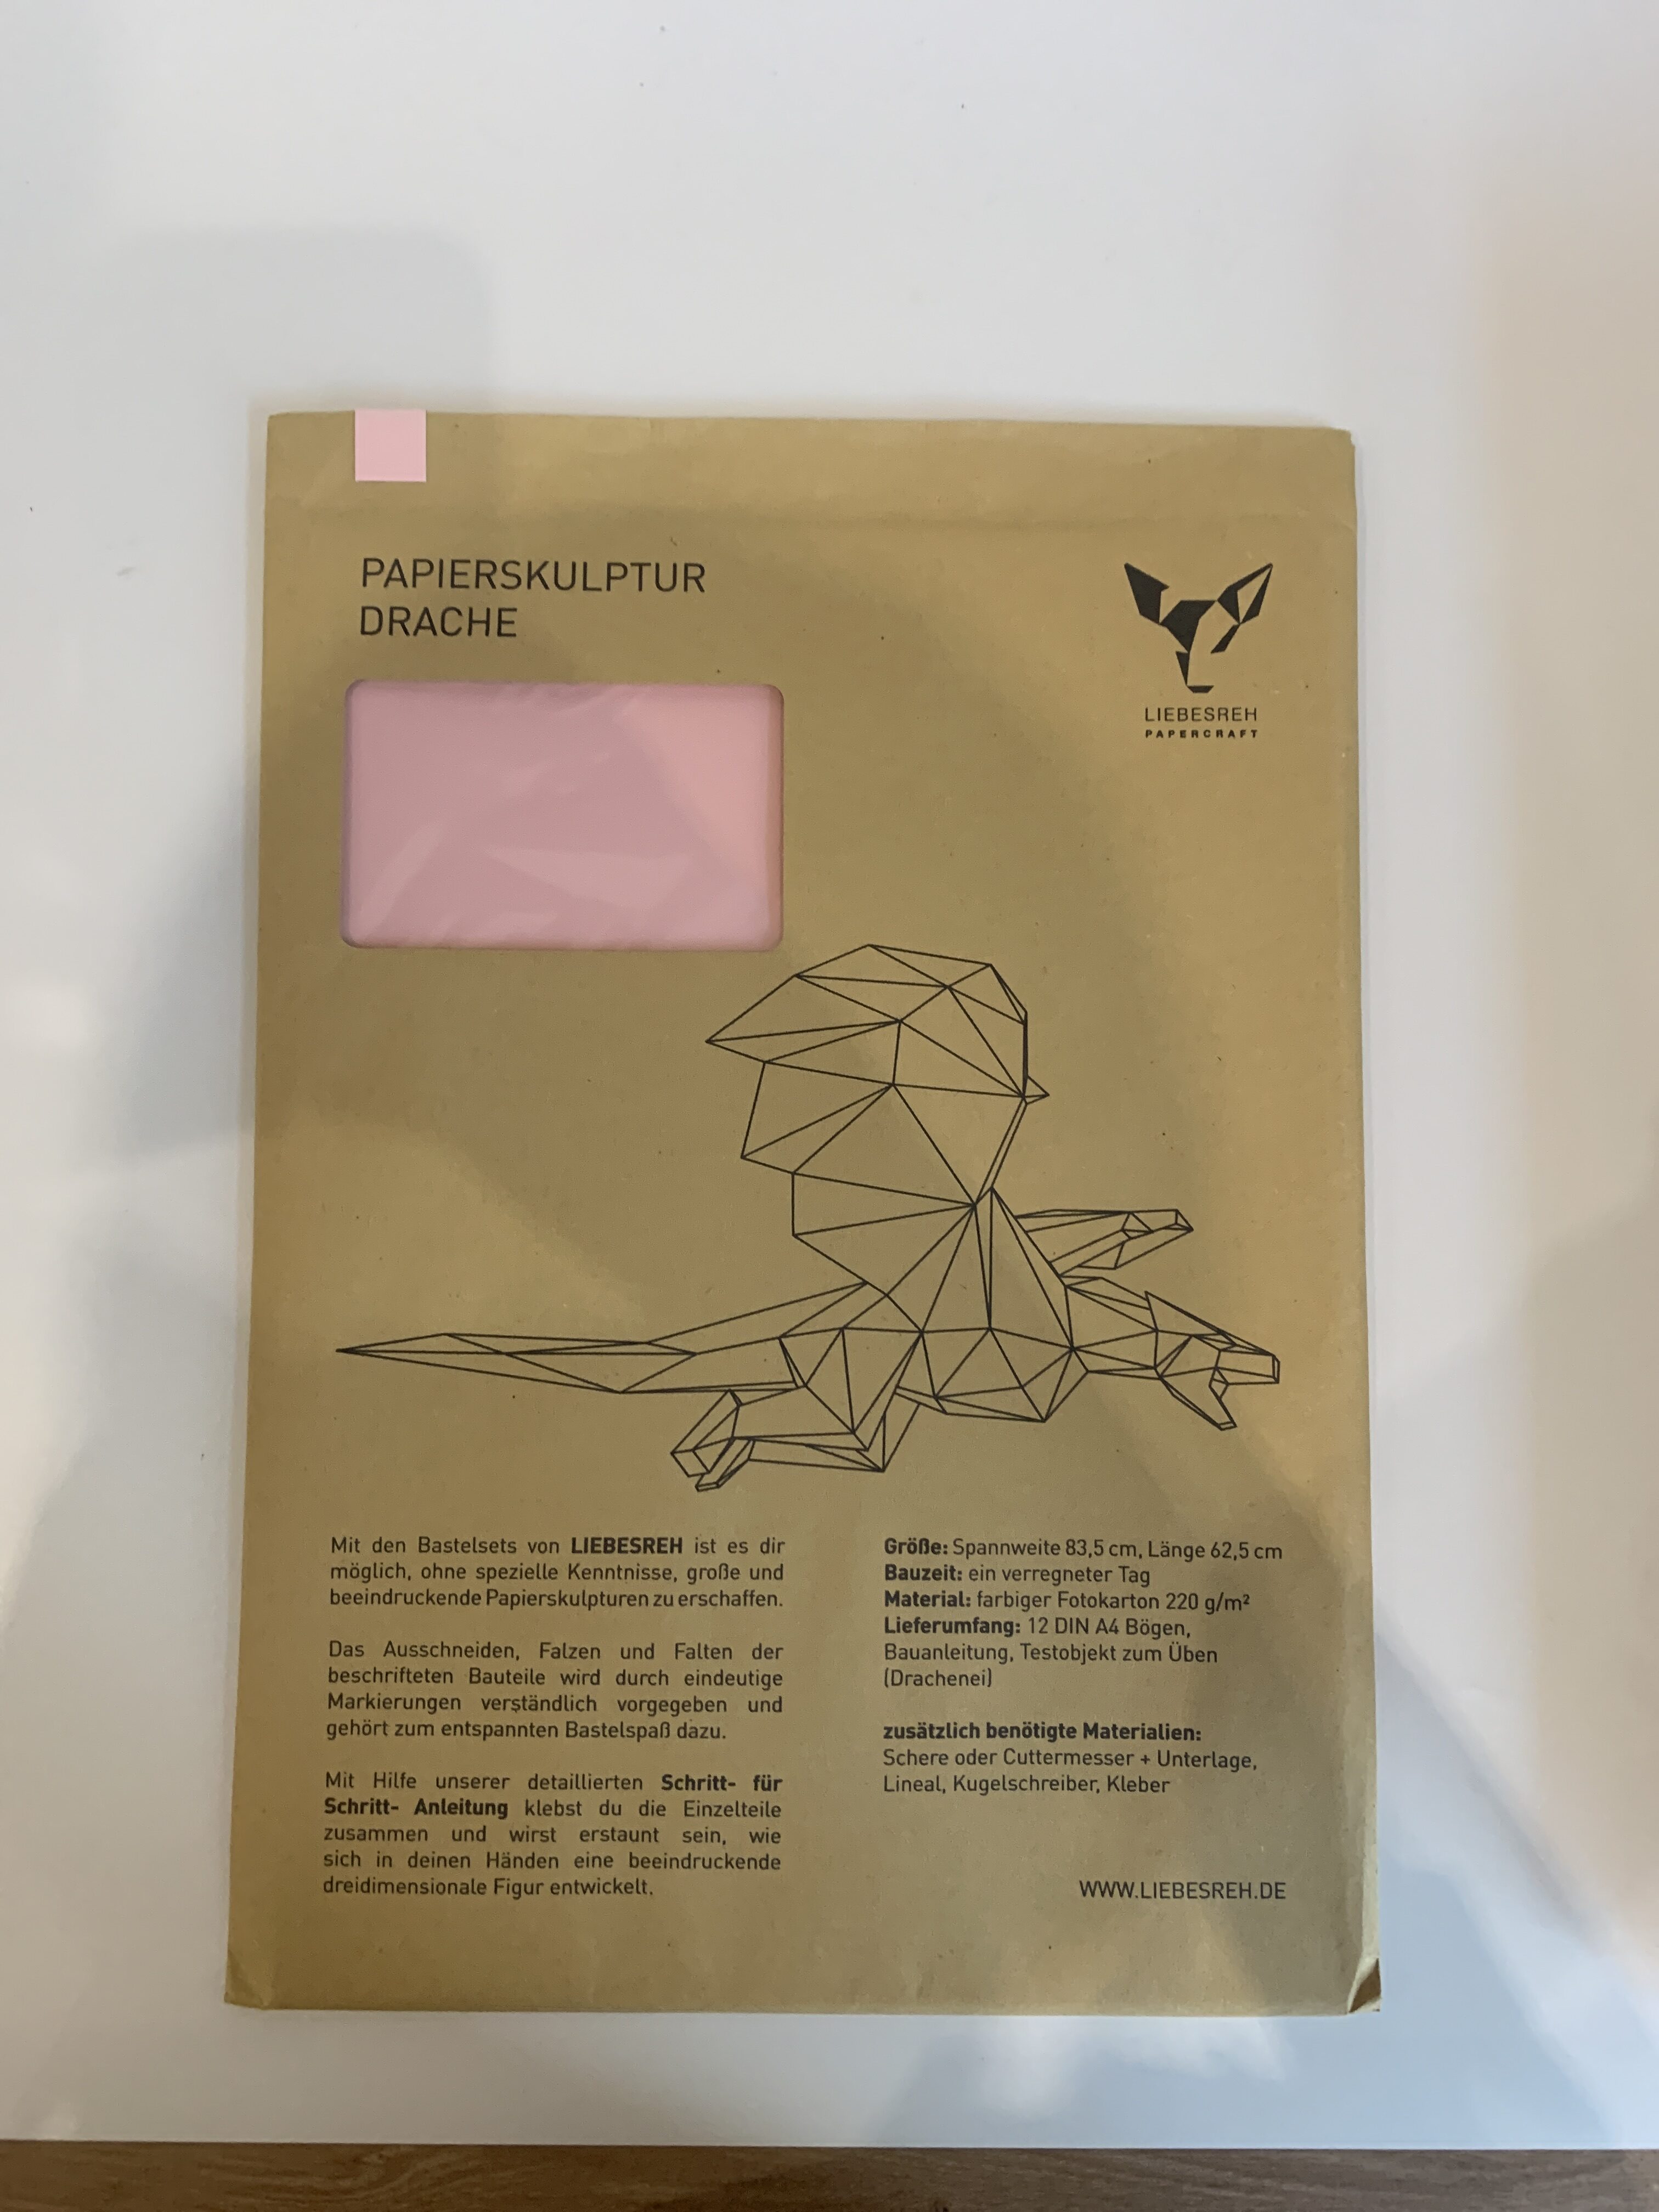 PAPIERSKULPTUR
DRACHE
LIEBESREH
PAPERCRAFT
Mit den Bastelsets von LIEBESREH ist es dir
möglich, ohne spezielle Kenntnisse, große und
beeindruckende Papierskulpturen zu erschaffen.
Das Ausschneiden, Falzen und Falten der
beschrifteten Bauteile wird durch eindeutige
Markierungen verständlich vorgegeben und
gehört zum entspannten Bastelspaß dazu.
Mit Hilfe unserer detaillierten Schritt- für
Schritt- Anleitung klebst du die Einzelteile
zusammen und wirst erstaunt sein, wie
sich in deinen Händen eine beeindruckende
dreidimensionale Figur entwickelt.
Größe: Spannweite 83,5 cm, Länge 62,5 cm
Bauzeit: ein verregneter Tag
Material: farbiger Fotokarton 220 g/m²
Lieferumfang: 12 DIN A4 Bögen,
Bauanleitung, Testobjekt zum Üben
(Drachenei)
zusätzlich benötigte Materialien:
Schere oder Cuttermesser + Unterlage,
Lineal, Kugelschreiber, Kleber
WWW.LIEBESREH.DE